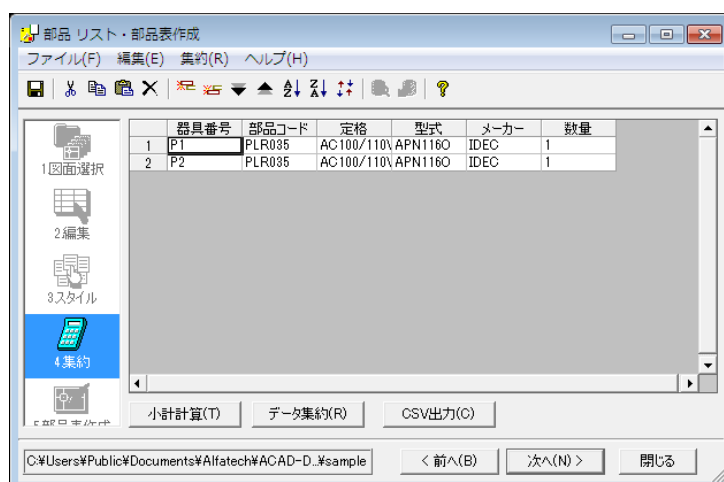 部品 リスト・部品表作成
ファイル(F) 編集(E) 集約(R) ヘルプ(H)
器具番号 部品コード 定格 型式 メーカー 数量
1 P1 PLR035 AC100/110V APN116O IDEC 1
2 P2 PLR035 AC100/110V APN116O IDEC 1
1図面選択
2.編集
3.スタイル
4.集約
小計計算(T) データ集約(R) CSV出力(C)
C:¥Users¥Public¥Documents¥Alfatech¥ACAD-D..¥sample
< 前へ(B) 次へ(N) > 閉じる